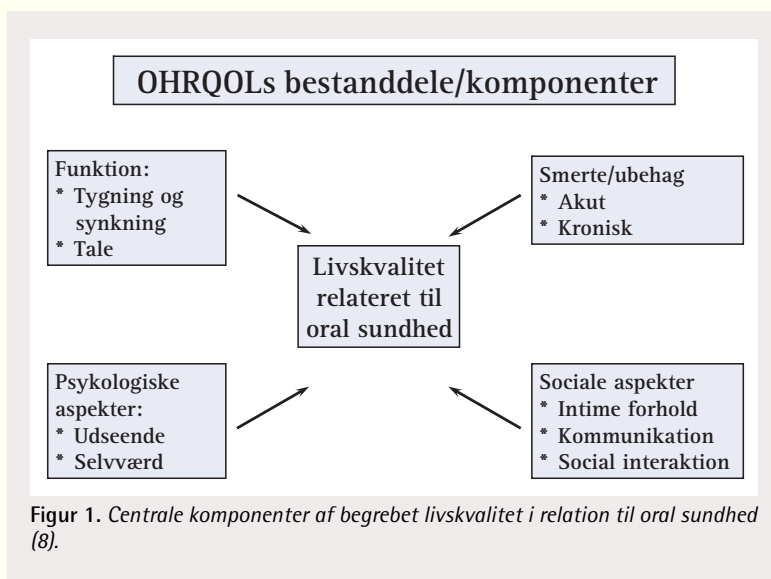 OHRQOLs bestanddele/komponenter
Funktion:
* Tygning og
synkning
* Tale
Smerte/ubehag
* Akut
* Kronisk
Livskvalitet
relateret til
oral sundhed
Psykologiske
aspekter:
* Udseende
* Selvværd
Sociale aspekter
* Intime forhold
* Kommunikation
* Social interaktion
Figur 1. Centrale komponenter af begrebet livskvalitet i relation til oral sundhed
(8).